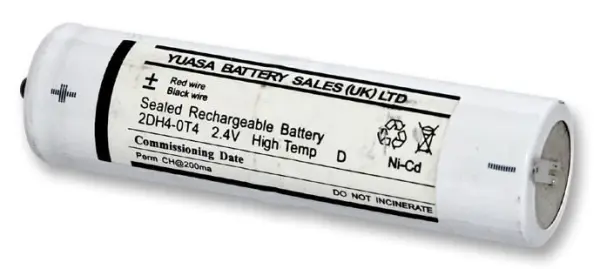 YUASA BATTERY SALES (UK) LTD
± Red wire
Black wire
Sealed Rechargeable Battery
2DH4-0T4 2.4V High Temp D
Ni-Cd
Commissioning Date
Perm CH@200ma
DO NOT INCINERATE
+